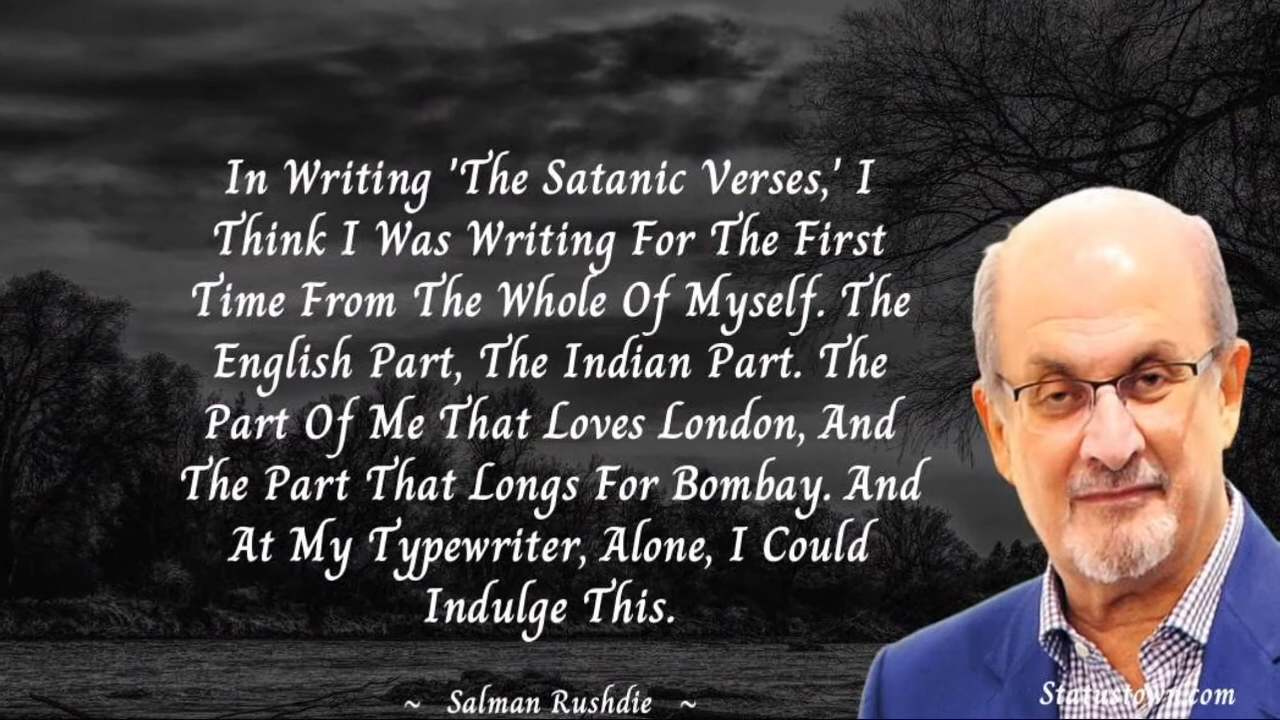 In Writing 'The Satanic Verses,' I
Think I Was Writing For The First
Time From The Whole Of Myself. The
English Part, The Indian Part. The
Part Of Me That Loves London, And
The Part That Longs For Bombay. And
At My Typewriter, Alone, I Could
Indulge This.
~ Salman Rushdie ~
Statustown.com